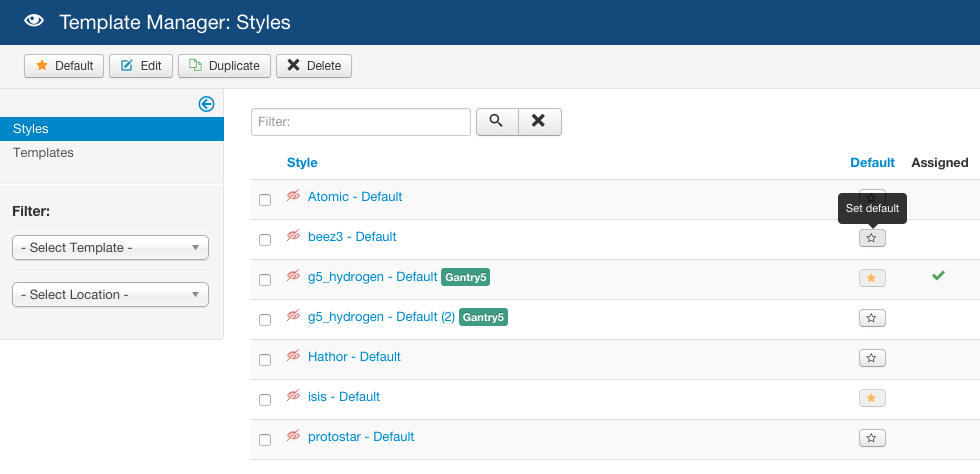 Template Manager: Styles
Default Edit Duplicate Delete
Styles
Templates
Filter:
- Select Template -
- Select Location -
Filter:
Style Default Assigned
Atomic - Default
Set default
beez3 - Default
g5_hydrogen - Default Gantry5
g5_hydrogen - Default (2) Gantry5
Hathor - Default
isis - Default
protostar - Default